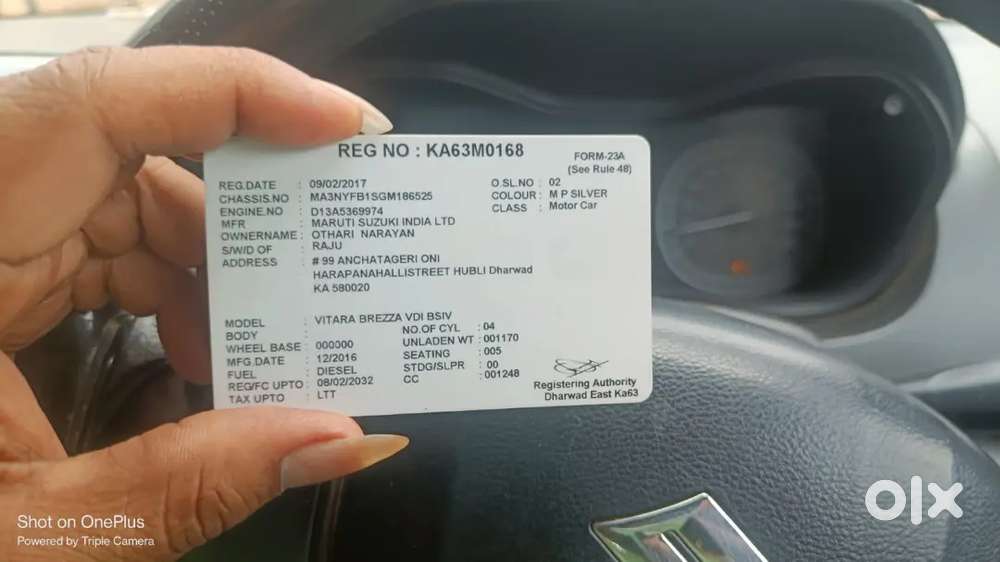 REG NO : KA63M0168
FORM-23A
(See Rule 48)
REG.DATE : 09/02/2017
O.SL.NO : 02
CHASSIS.NO : MA3NYFB1SGM186525
COLOUR : M P SILVER
ENGINE.NO : D13A5369974
CLASS : Motor Car
MFR : MARUTI SUZUKI INDIA LTD
OWNERNAME : OTHARI NARAYAN
S/W/D OF : RAJU
ADDRESS : # 99 ANCHATAGERI ONI
HARAPANAHALLISTREET HUBLI Dharwad
KA 580020
MODEL : VITARA BREZZA VDI BSIV
BODY :
NO.OF CYL : 04
WHEEL BASE : 000000
UNLADEN WT : 001170
MFG.DATE : 12/2016
SEATING : 005
FUEL : DIESEL
STDG/SLPR : 00
REG/FC UPTO : 08/02/2032
CC : 001248
TAX UPTO : LTT
Registering Authority
Dharwad East Ka63
olx
Shot on OnePlus
Powered by Triple Camera